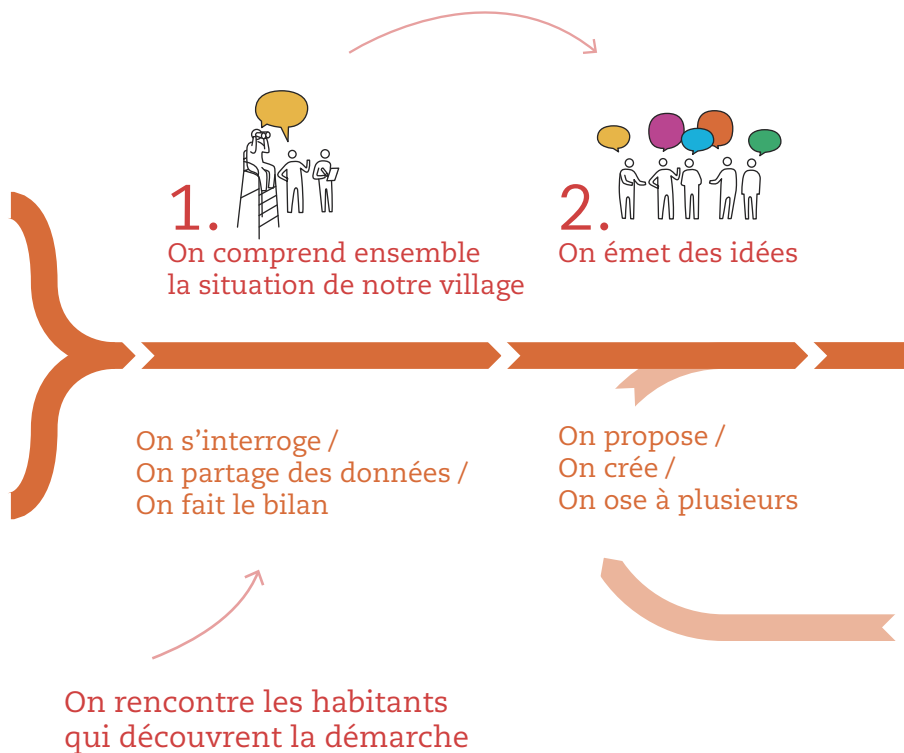 1.
On comprend ensemble
la situation de notre village
2.
On émet des idées
On s'interroge /
On partage des données /
On fait le bilan
On propose /
On crée /
On ose à plusieurs
On rencontre les habitants
qui découvrent la démarche